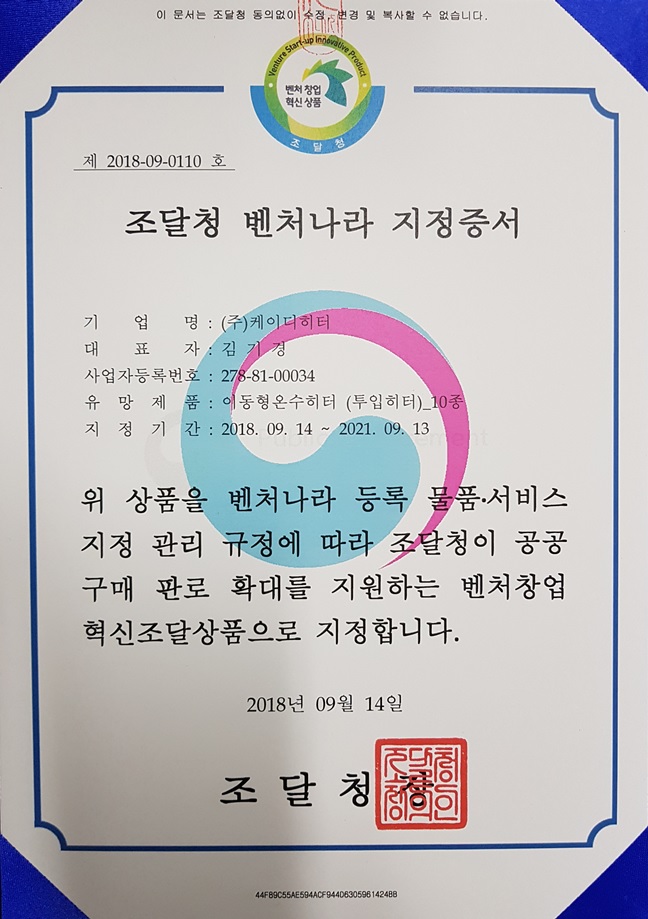 이 문서는 조달청 동의없이 수정, 변경 및 복사할 수 없습니다.
Venture Start-up Innovative Product
벤처 창업
혁신 상품
조 달 청
제 2018-09-0110 호
조달청 벤처나라 지정증서
기 업 명 : (주)케이디히터
대 표 자 : 김 기 경
사업자등록번호 : 278-81-00034
유 망 제 품 : 이동형온수히터 (투입히터)_10종
지 정 기 간 : 2018. 09. 14 ~ 2021. 09. 13
위 상품을 벤처나라 등록 물품·서비스
지정 관리 규정에 따라 조달청이 공공
구매 판로 확대를 지원하는 벤처창업
혁신조달상품으로 지정합니다.
2018년 09월 14일
조 달 청 장
44FB9C55AE594ACF9440630596142488